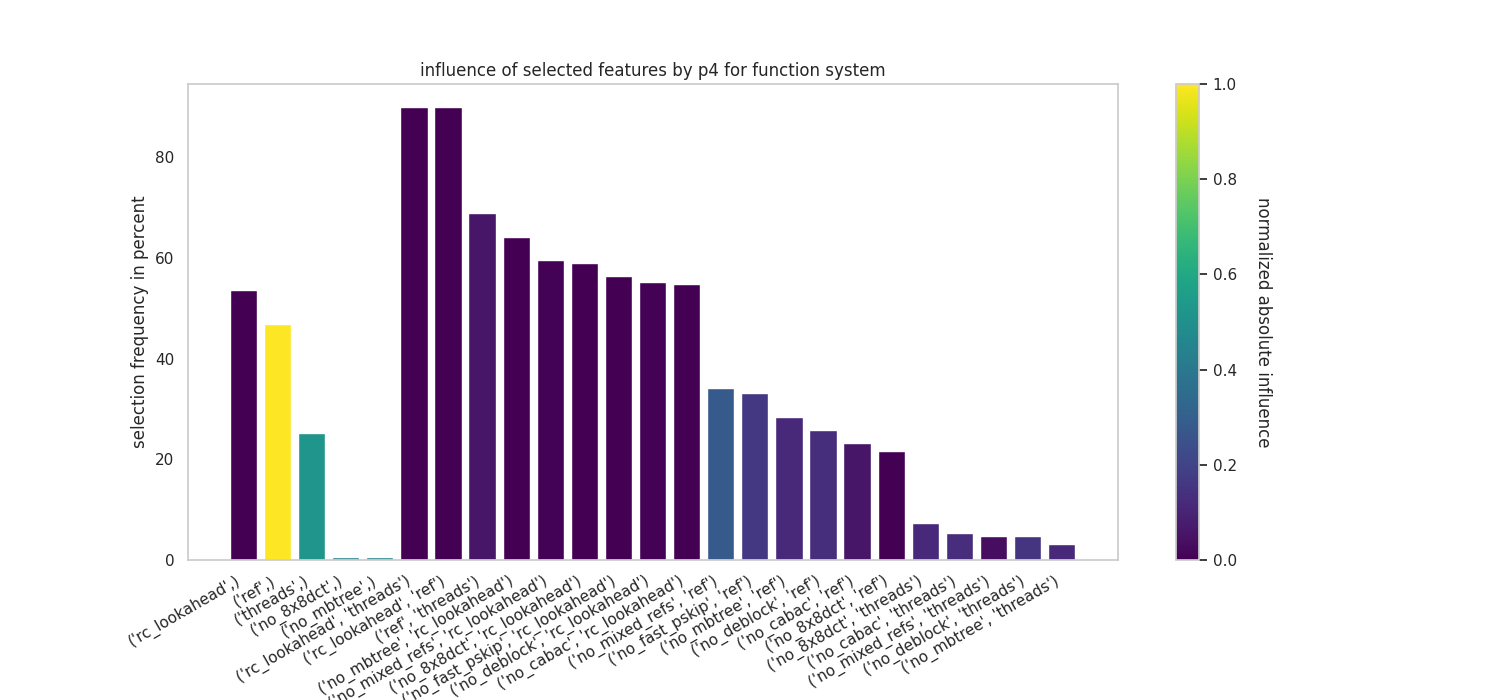 influence of selected features by p4 for function system
selection frequency in percent
80
60
40
20
0
('rc_lookahead',)
('ref',)
('threads',)
('no_8x8dct',)
('no_mbtree',)
('rc_lookahead', 'threads')
('rc_lookahead', 'ref')
('ref', 'threads')
('no_mbtree', 'rc_lookahead')
('no_mixed_refs', 'rc_lookahead')
('no_8x8dct', 'rc_lookahead')
('no_fast_pskip', 'rc_lookahead')
('no_deblock', 'rc_lookahead')
('no_cabac', 'rc_lookahead')
('no_mixed_refs', 'ref')
('no_fast_pskip', 'ref')
('no_mbtree', 'ref')
('no_deblock', 'ref')
('no_cabac', 'ref')
('no_8x8dct', 'ref')
('no_8x8dct', 'threads')
('no_cabac', 'threads')
('no_mixed_refs', 'threads')
('no_deblock', 'threads')
('no_mbtree', 'threads')
1.0
0.8
0.6
0.4
0.2
0.0
normalized absolute influence